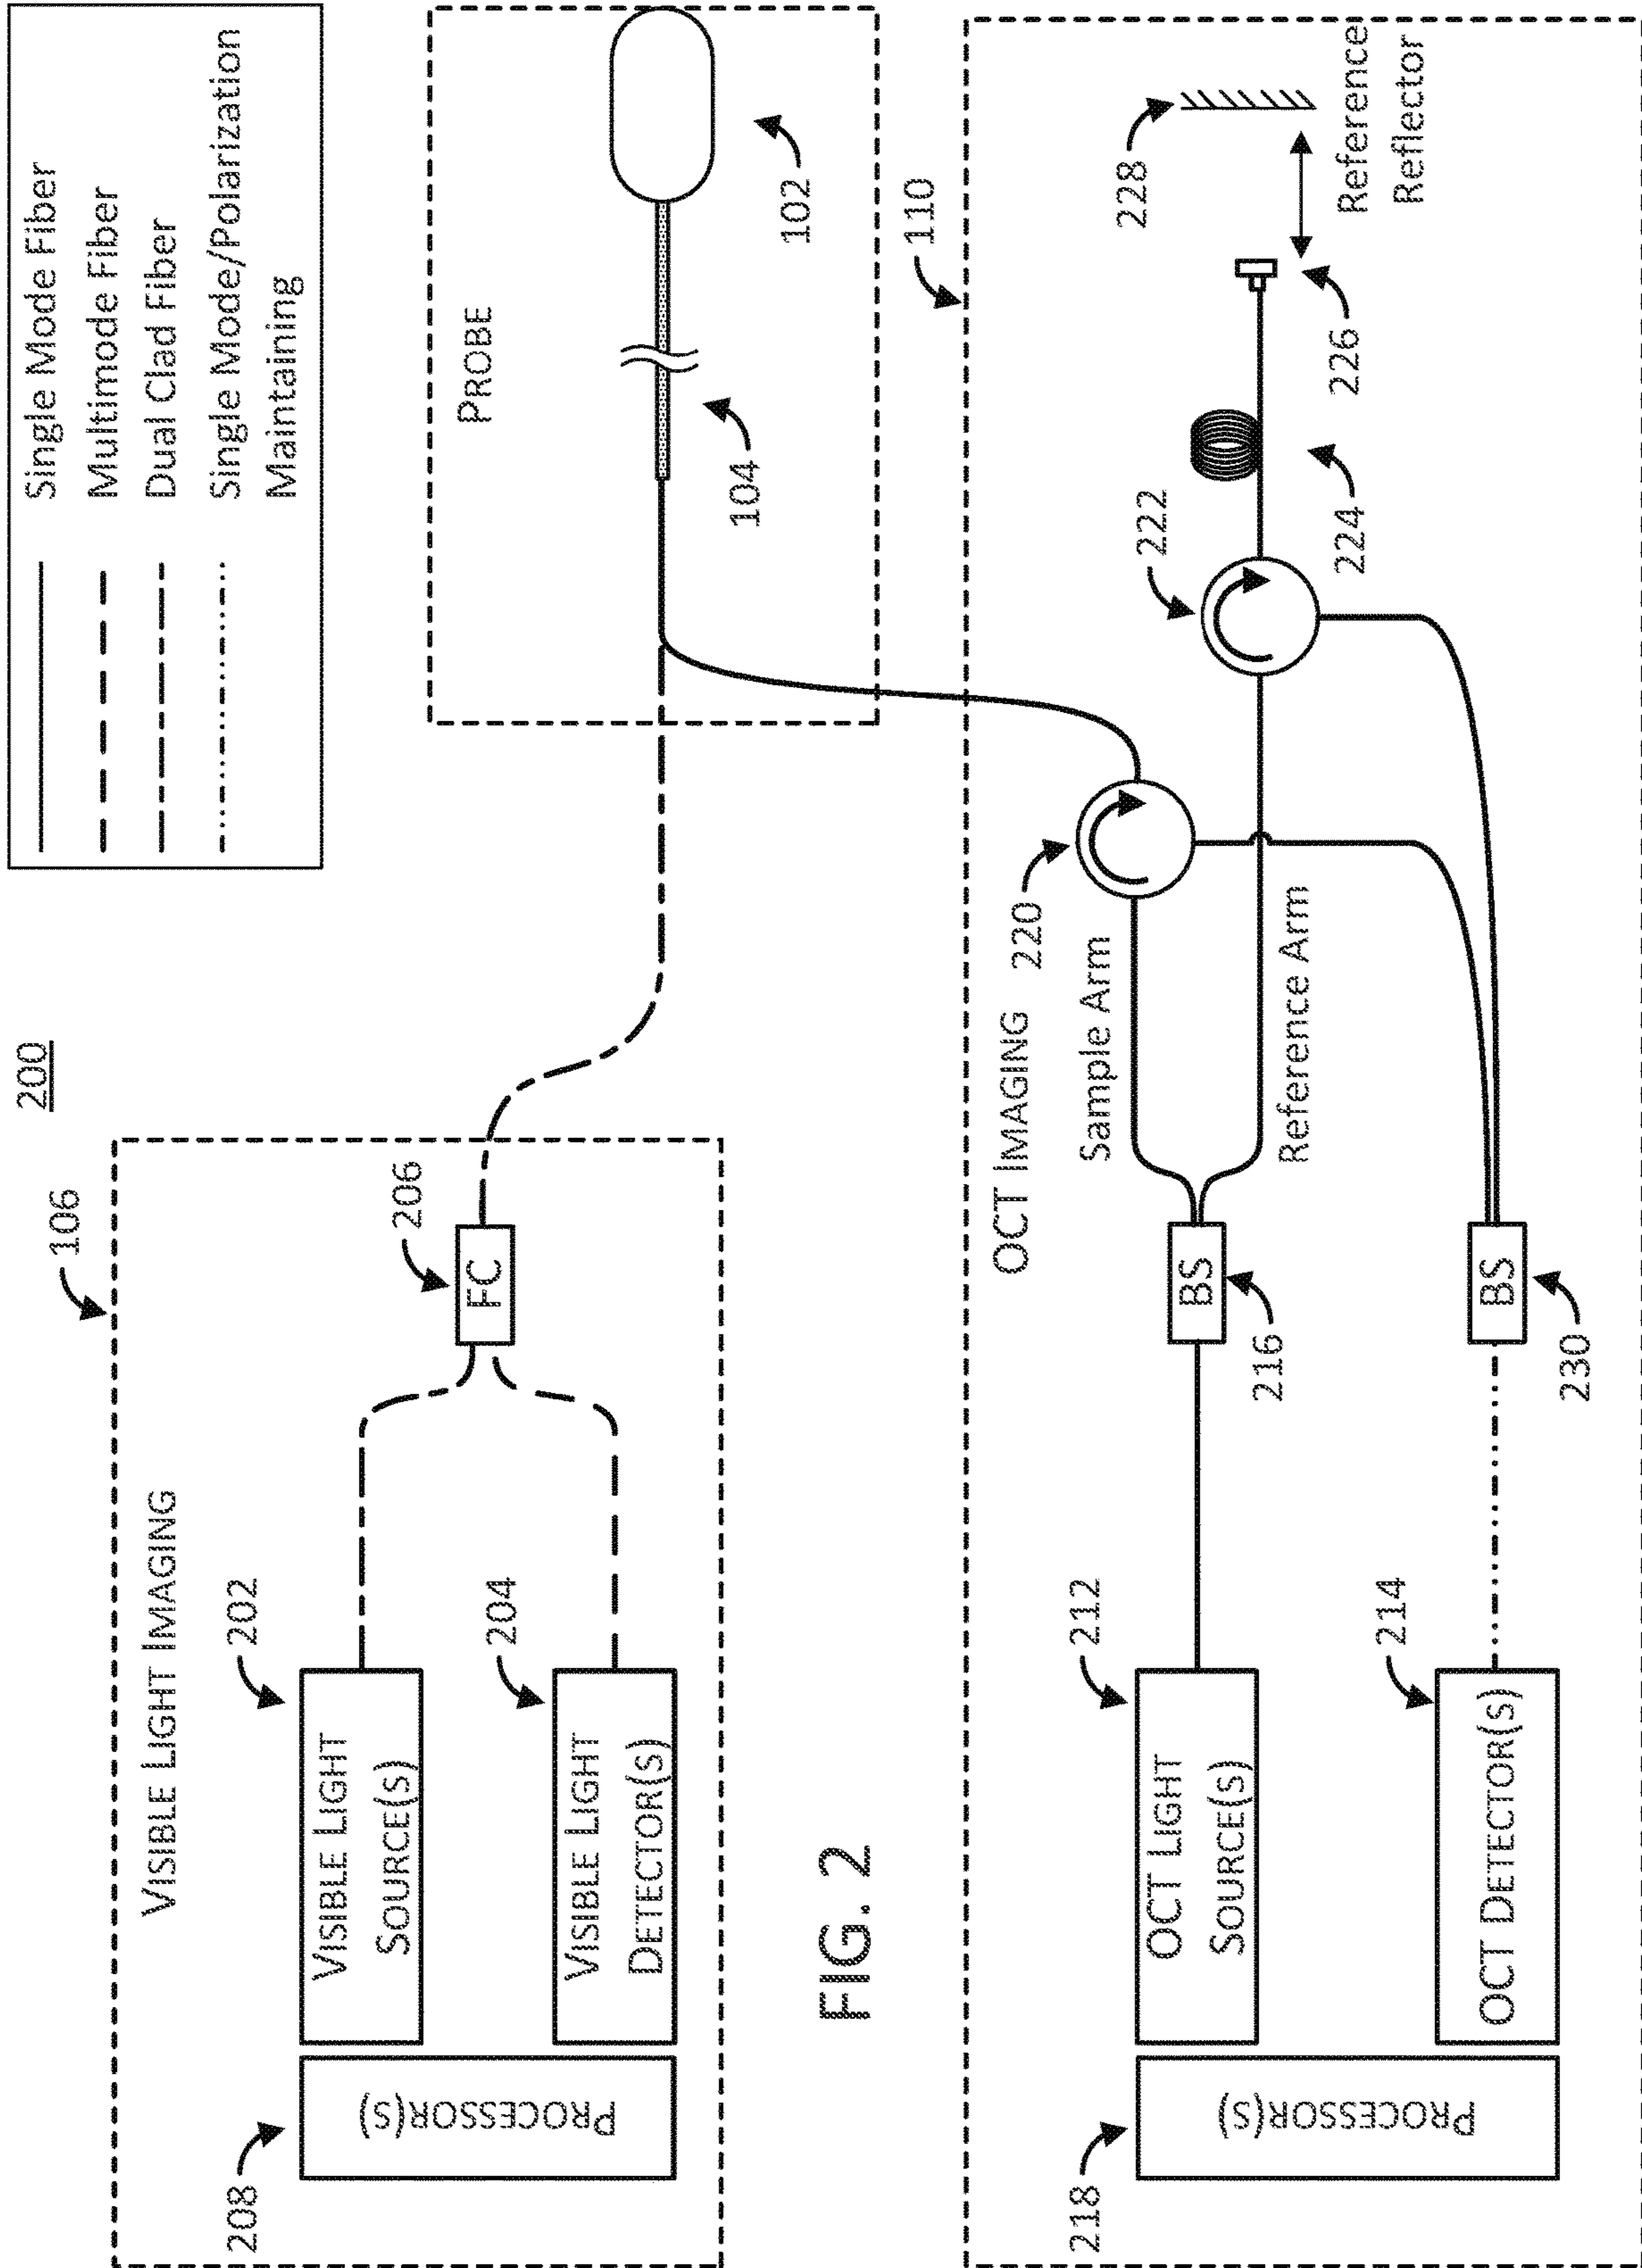 200
Single Mode Fiber
Multimode Fiber
Dual Clad Fiber
Single Mode/Polarization
Maintaining
106
VISIBLE LIGHT IMAGING
208
PROCESSOR(S)
202
VISIBLE LIGHT
SOURCE(S)
204
VISIBLE LIGHT
DETECTOR(S)
206
FC
PROBE
104
102
FIG. 2
110
OCT IMAGING
218
PROCESSOR(S)
212
OCT LIGHT
SOURCE(S)
214
OCT DETECTOR(S)
BS
216
BS
230
220
Sample Arm
Reference Arm
222
224
226
228
Reference
Reflector